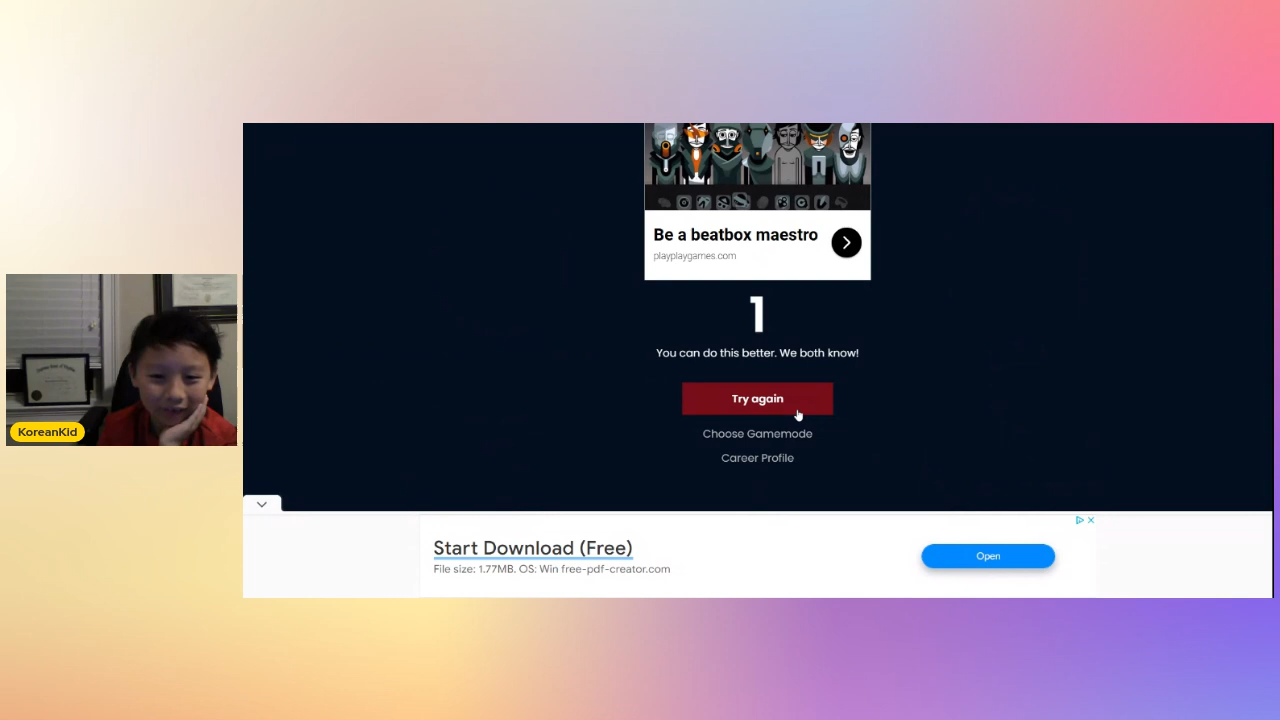 KoreanKid
Be a beatbox maestro
playplaygames.com
1
You can do this better. We both know!
Try again
Choose Gamemode
Career Profile
Start Download (Free)
File size: 1.77MB. OS: Win free-pdf-creator.com
Open